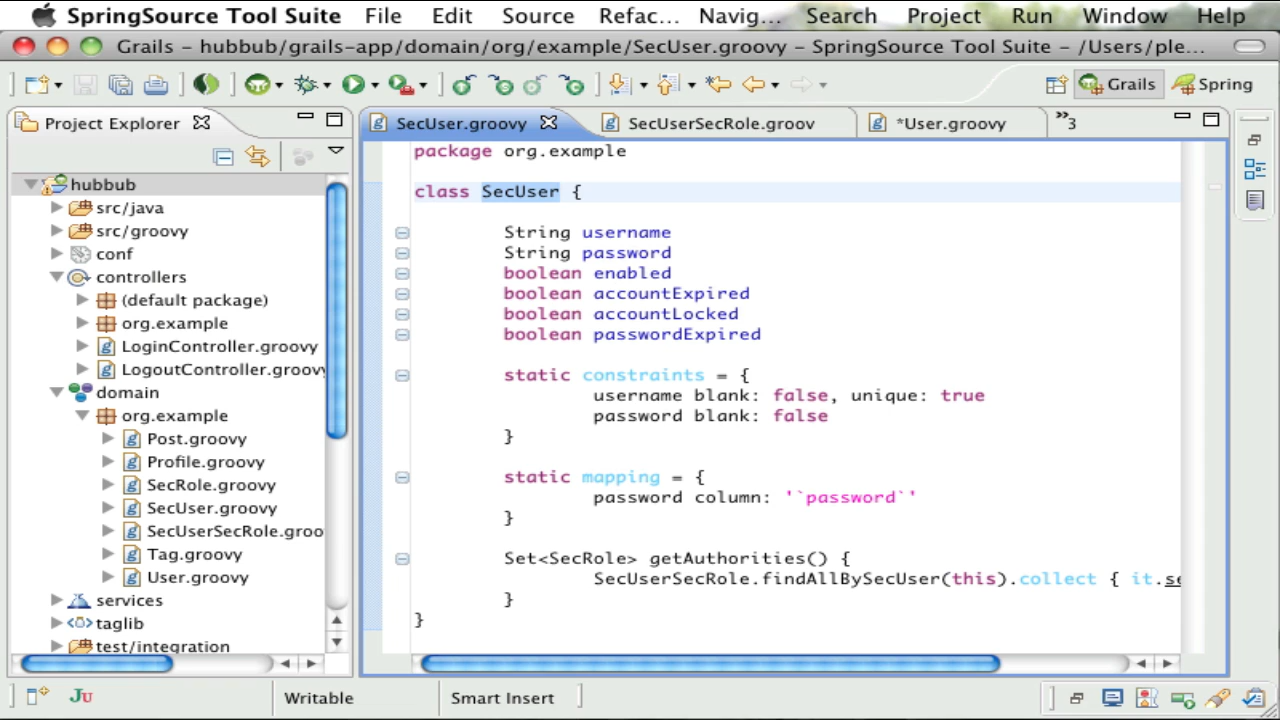 SpringSource Tool Suite File Edit Source Refac... Navig... Search Project Run Window Help
Grails – hubbub/grails-app/domain/org/example/SecUser.groovy – SpringSource Tool Suite – /Users/ple...
Grails Spring
Project Explorer
hubbub
src/java
src/groovy
conf
controllers
(default package)
org.example
LoginController.groovy
LogoutController.groovy
domain
org.example
Post.groovy
Profile.groovy
SecRole.groovy
SecUser.groovy
SecUserSecRole.groo
Tag.groovy
User.groovy
services
taglib
test/integration
SecUser.groovy SecUserSecRole.groov *User.groovy »3
package org.example
class SecUser {
String username
String password
boolean enabled
boolean accountExpired
boolean accountLocked
boolean passwordExpired
static constraints = {
username blank: false, unique: true
password blank: false
}
static mapping = {
password column: '`password`'
}
Set<SecRole> getAuthorities() {
SecUserSecRole.findAllBySecUser(this).collect { it.se
}
}
Ju Writable Smart Insert